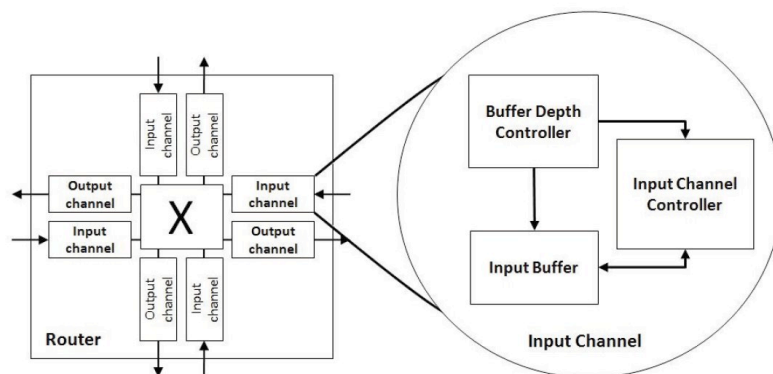 Input
channel
Output
channel
Output
channel
Input
channel
X
Input
channel
Output
channel
Output
channel
Input
channel
Router
Buffer Depth
Controller
Input Channel
Controller
Input Buffer
Input Channel